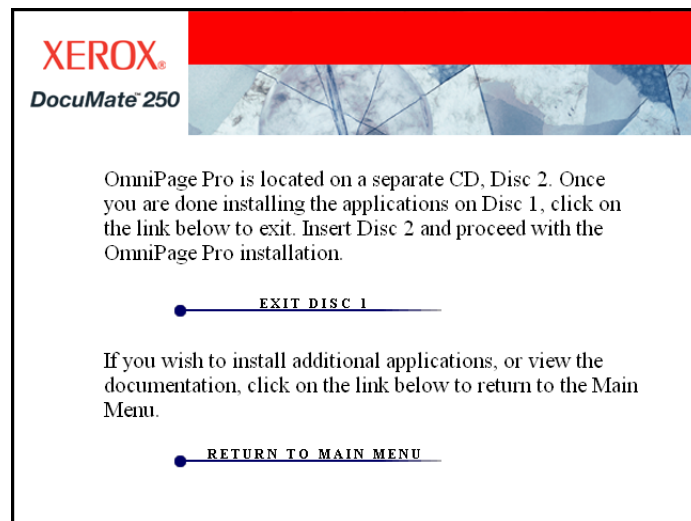 XEROX®
DocuMate™ 250
OmniPage Pro is located on a separate CD, Disc 2. Once
you are done installing the applications on Disc 1, click on
the link below to exit. Insert Disc 2 and proceed with the
OmniPage Pro installation.
EXIT DISC 1
If you wish to install additional applications, or view the
documentation, click on the link below to return to the Main
Menu.
RETURN TO MAIN MENU